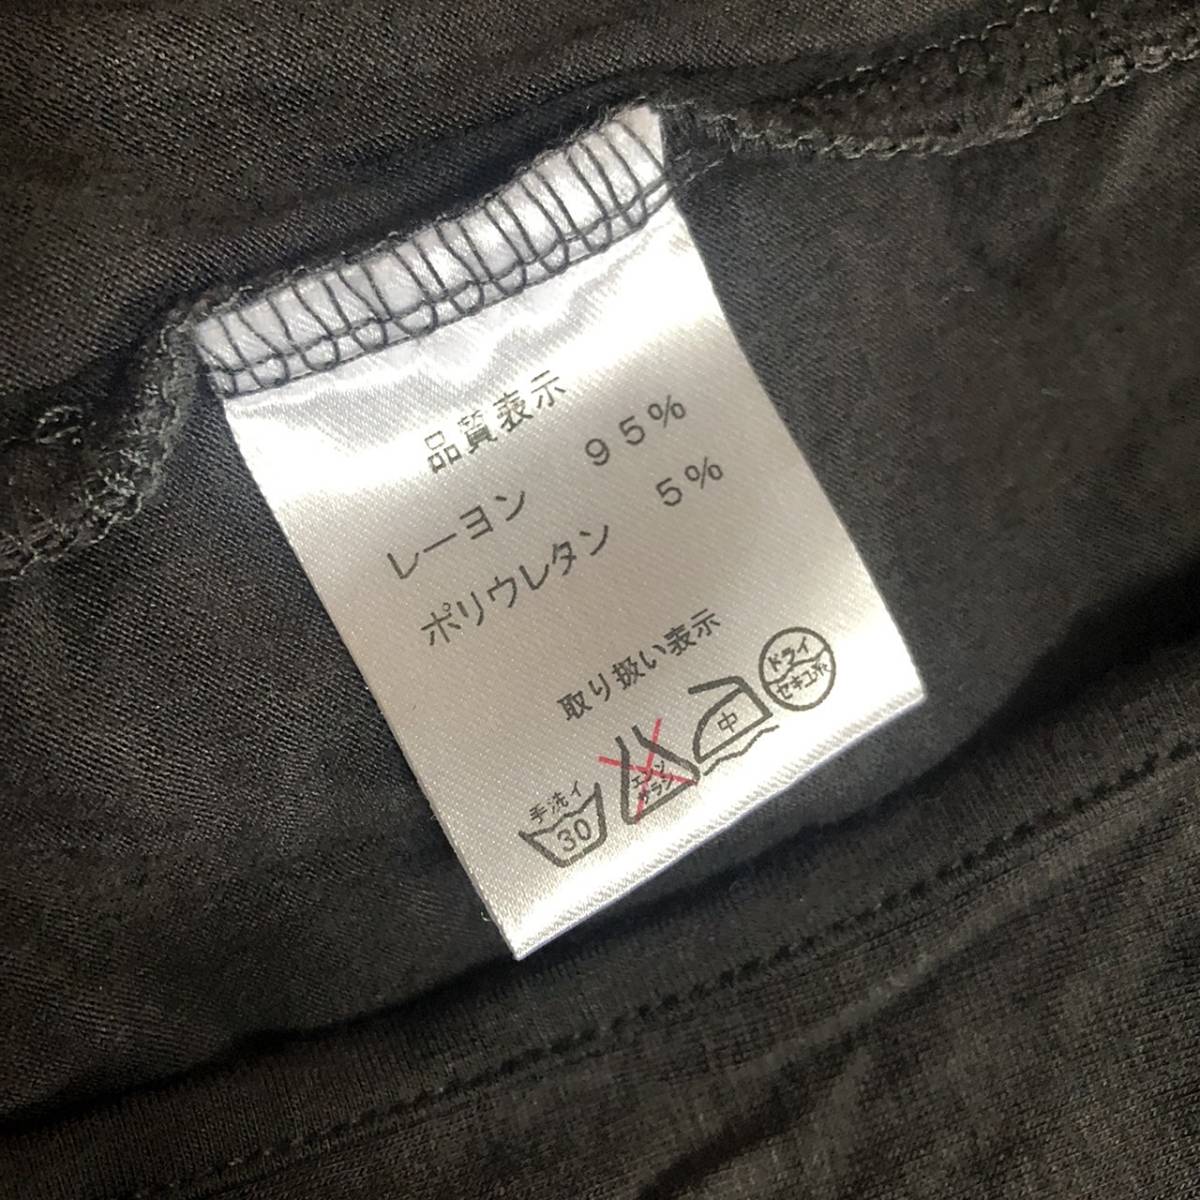 品質表示
レーヨン 95%
ポリウレタン 5%
取り扱い表示
手洗イ
30
エンソ
サラシ
中
ドライ
セキユ系